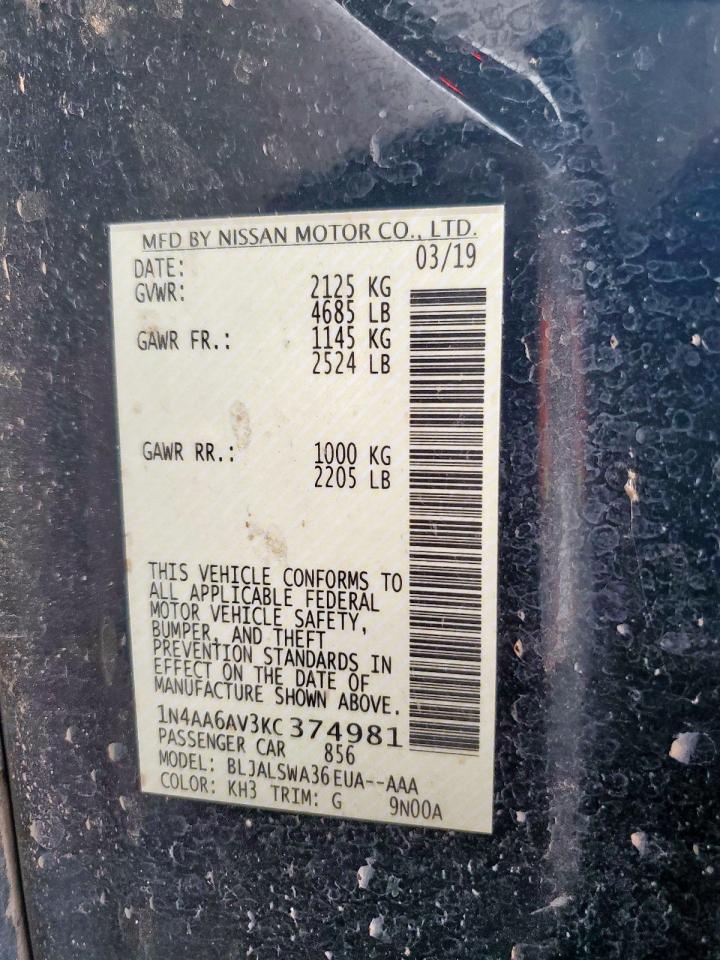 MFD BY NISSAN MOTOR CO., LTD.
DATE: 03/19
GVWR: 2125 KG
4685 LB
GAWR FR.: 1145 KG
2524 LB
GAWR RR.: 1000 KG
2205 LB
THIS VEHICLE CONFORMS TO
ALL APPLICABLE FEDERAL
MOTOR VEHICLE SAFETY,
BUMPER, AND THEFT
PREVENTION STANDARDS IN
EFFECT ON THE DATE OF
MANUFACTURE SHOWN ABOVE.
1N4AA6AV3KC 374981
PASSENGER CAR 856
MODEL: BLJALSWA36EUA--AAA
COLOR: KH3 TRIM: G 9N00A